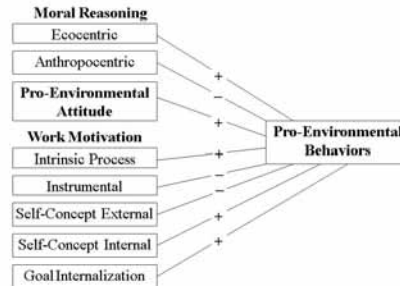 Moral Reasoning
Ecocentric
Anthropocentric
Pro-Environmental
Attitude
Work Motivation
Intrinsic Process
Instrumental
Self-Concept External
Self-Concept Internal
Goal Internalization
+
−
+
+
−
−
+
+
Pro-Environmental
Behaviors